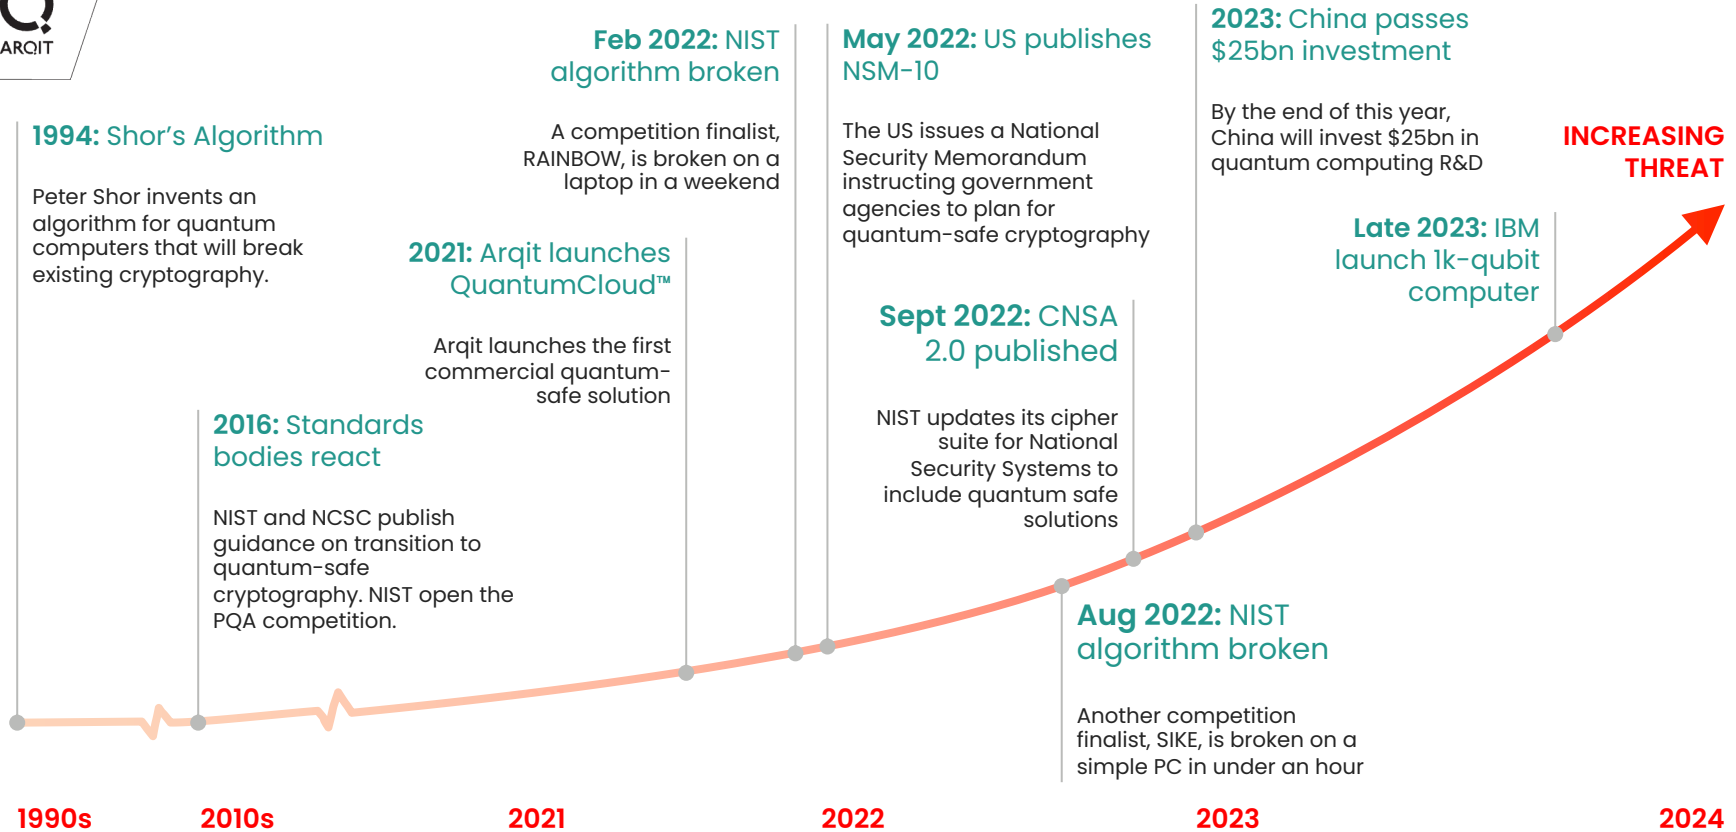 ARQIT
1994: Shor’s Algorithm
Peter Shor invents an
algorithm for quantum
computers that will break
existing cryptography.
2016: Standards
bodies react
NIST and NCSC publish
guidance on transition to
quantum-safe
cryptography. NIST open the
PQA competition.
2021: Arqit launches
QuantumCloud™
Arqit launches the first
commercial quantum-
safe solution
Feb 2022: NIST
algorithm broken
A competition finalist,
RAINBOW, is broken on a
laptop in a weekend
May 2022: US publishes
NSM-10
The US issues a National
Security Memorandum
instructing government
agencies to plan for
quantum-safe cryptography
Aug 2022: NIST
algorithm broken
Another competition
finalist, SIKE, is broken on a
simple PC in under an hour
Sept 2022: CNSA
2.0 published
NIST updates its cipher
suite for National
Security Systems to
include quantum safe
solutions
2023: China passes
$25bn investment
By the end of this year,
China will invest $25bn in
quantum computing R&D
Late 2023: IBM
launch 1k-qubit
computer
INCREASING
THREAT
1990s
2010s
2021
2022
2023
2024